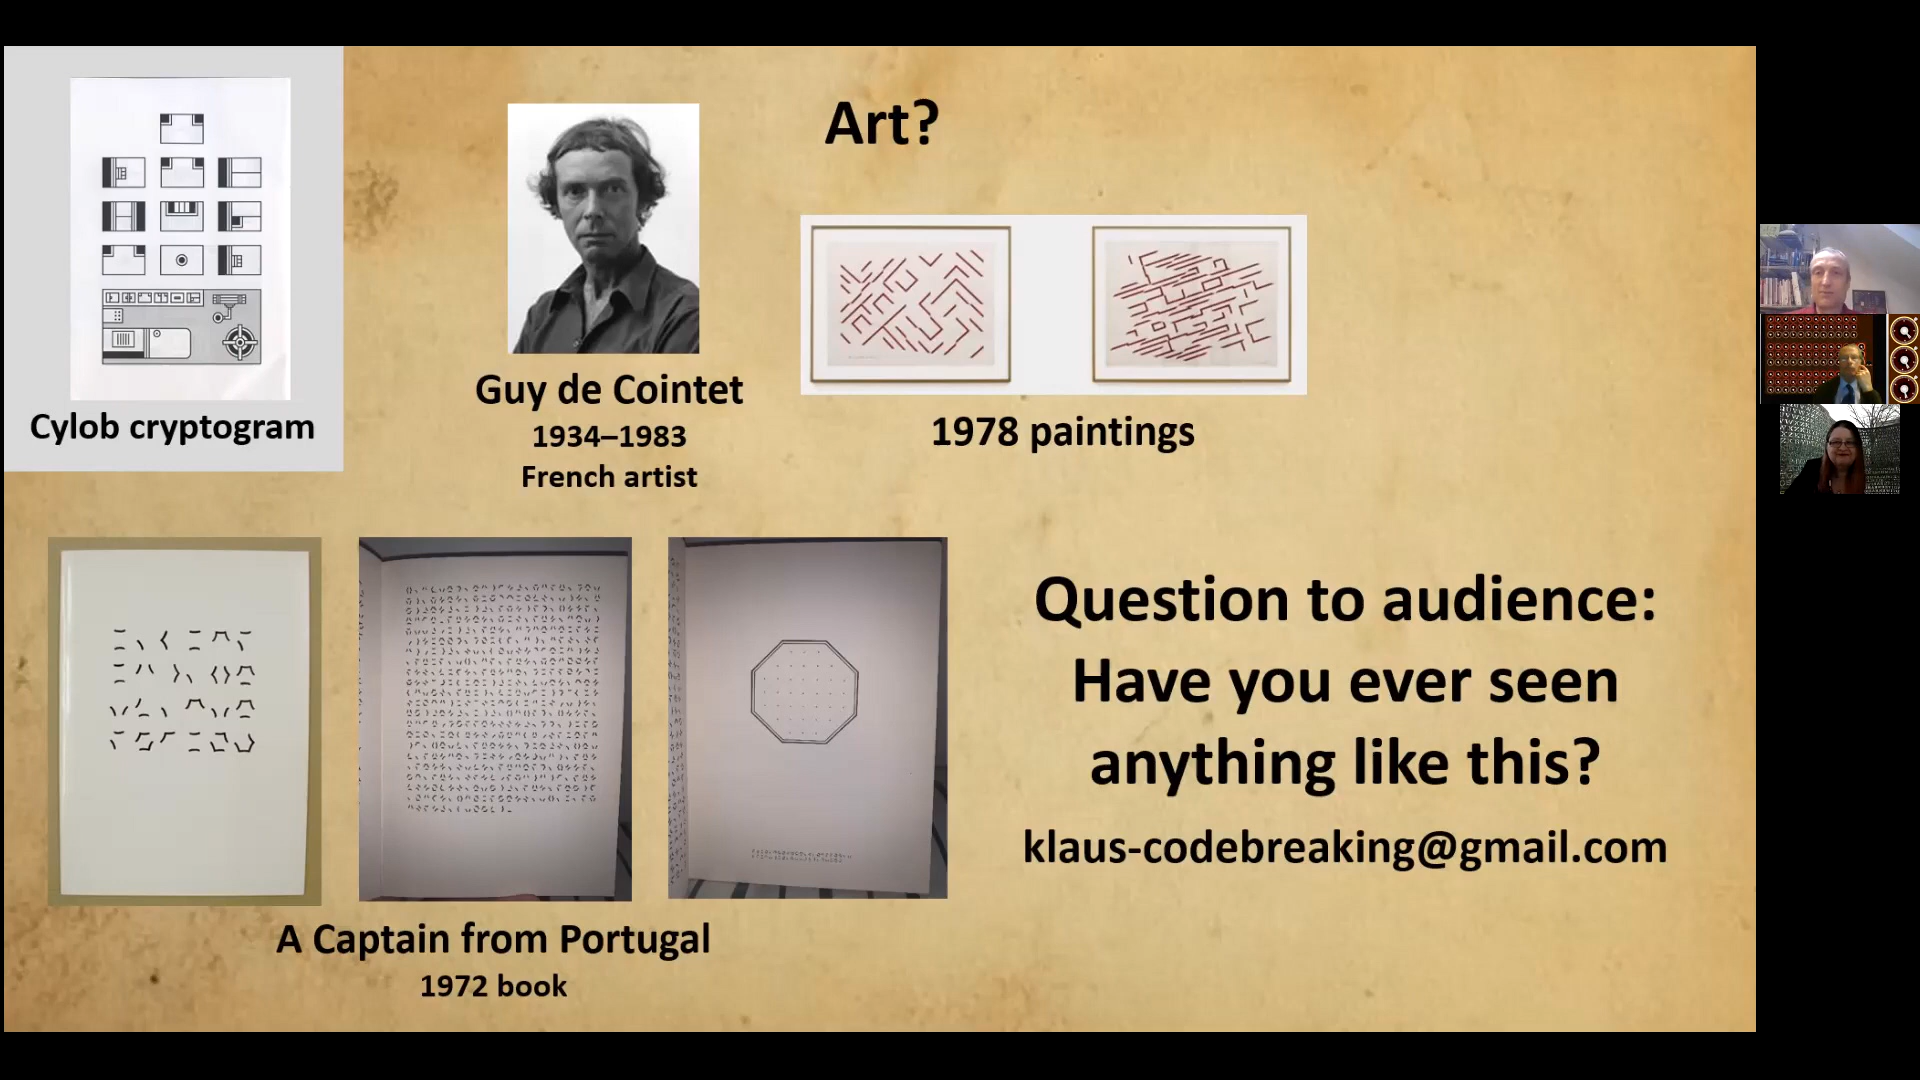 Art?
Cylob cryptogram
Guy de Cointet
1934–1983
French artist
1978 paintings
A Captain from Portugal
1972 book
Question to audience:
Have you ever seen
anything like this?
klaus-codebreaking@gmail.com